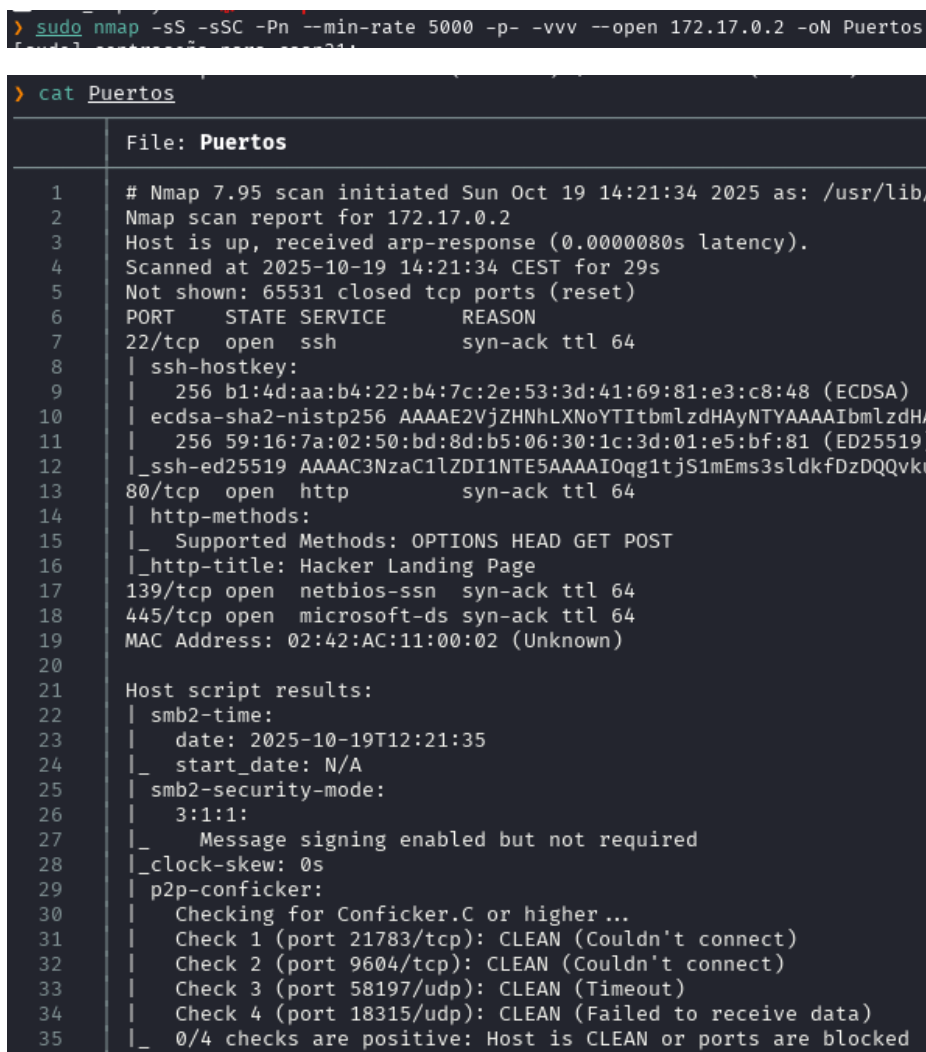 ❯ sudo nmap -sS -sSC -Pn --min-rate 5000 -p- -vvv --open 172.17.0.2 -oN Puertos
❯ cat Puertos
File: Puertos
1 # Nmap 7.95 scan initiated Sun Oct 19 14:21:34 2025 as: /usr/lib/
2 Nmap scan report for 172.17.0.2
3 Host is up, received arp-response (0.0000080s latency).
4 Scanned at 2025-10-19 14:21:34 CEST for 29s
5 Not shown: 65531 closed tcp ports (reset)
6 PORT    STATE SERVICE      REASON
7 22/tcp  open  ssh          syn-ack ttl 64
8 | ssh-hostkey:
9 |   256 b1:4d:aa:b4:22:b4:7c:2e:53:3d:41:69:81:e3:c8:48 (ECDSA)
10 | ecdsa-sha2-nistp256 AAAAE2VjZHNhLXNoYTItbmlzdHAyNTYAAAAIbmlzdHA
11 |   256 59:16:7a:02:50:bd:8d:b5:06:30:1c:3d:01:e5:bf:81 (ED25519
12 |_ssh-ed25519 AAAAC3NzaC1lZDI1NTE5AAAAIOqg1tjS1mEms3sldkfDzDQQvku
13 80/tcp  open  http         syn-ack ttl 64
14 | http-methods:
15 |_  Supported Methods: OPTIONS HEAD GET POST
16 |_http-title: Hacker Landing Page
17 139/tcp open  netbios-ssn  syn-ack ttl 64
18 445/tcp open  microsoft-ds syn-ack ttl 64
19 MAC Address: 02:42:AC:11:00:02 (Unknown)
20
21 Host script results:
22 | smb2-time:
23 |   date: 2025-10-19T12:21:35
24 |_  start_date: N/A
25 | smb2-security-mode:
26 |   3:1:1:
27 |_    Message signing enabled but not required
28 |_clock-skew: 0s
29 | p2p-conficker:
30 |   Checking for Conficker.C or higher...
31 |   Check 1 (port 21783/tcp): CLEAN (Couldn't connect)
32 |   Check 2 (port 9604/tcp): CLEAN (Couldn't connect)
33 |   Check 3 (port 58197/udp): CLEAN (Timeout)
34 |   Check 4 (port 18315/udp): CLEAN (Failed to receive data)
35 |_  0/4 checks are positive: Host is CLEAN or ports are blocked